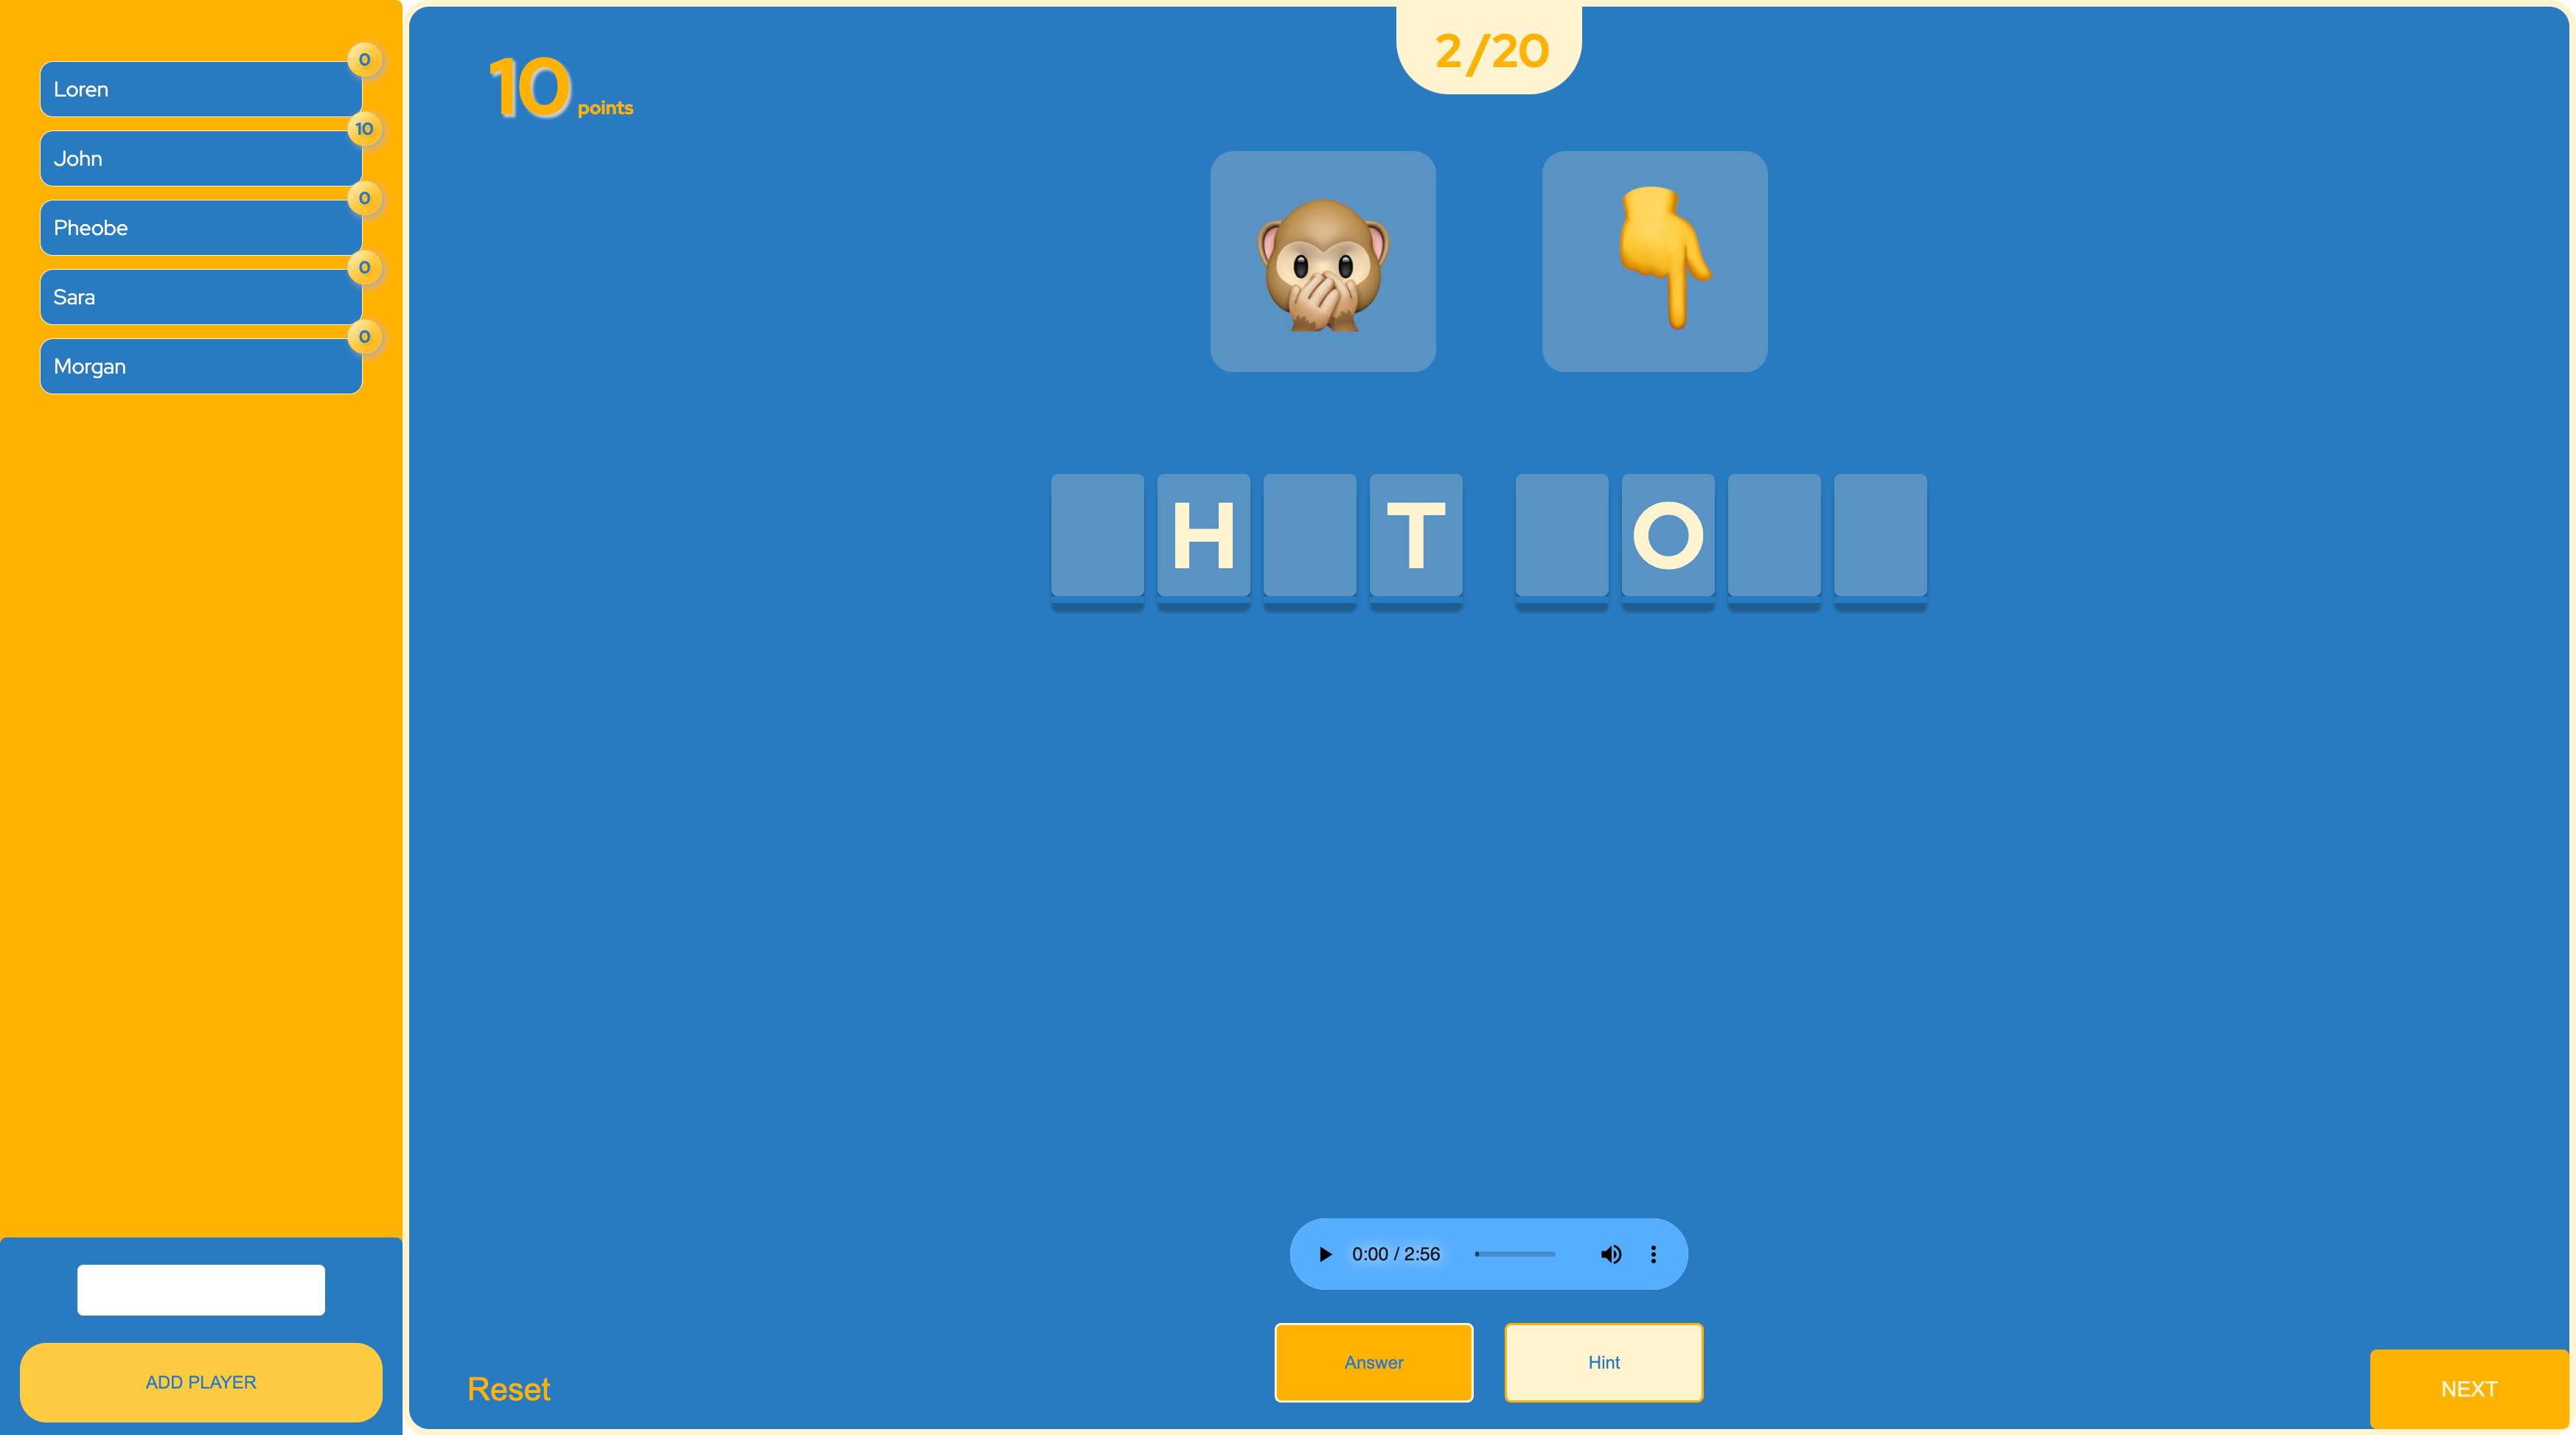 0
Loren
10
John
0
Pheobe
0
Sara
0
Morgan
ADD PLAYER
2/20
10 points
H T O
0:00 / 2:56
Answer
Hint
Reset
NEXT